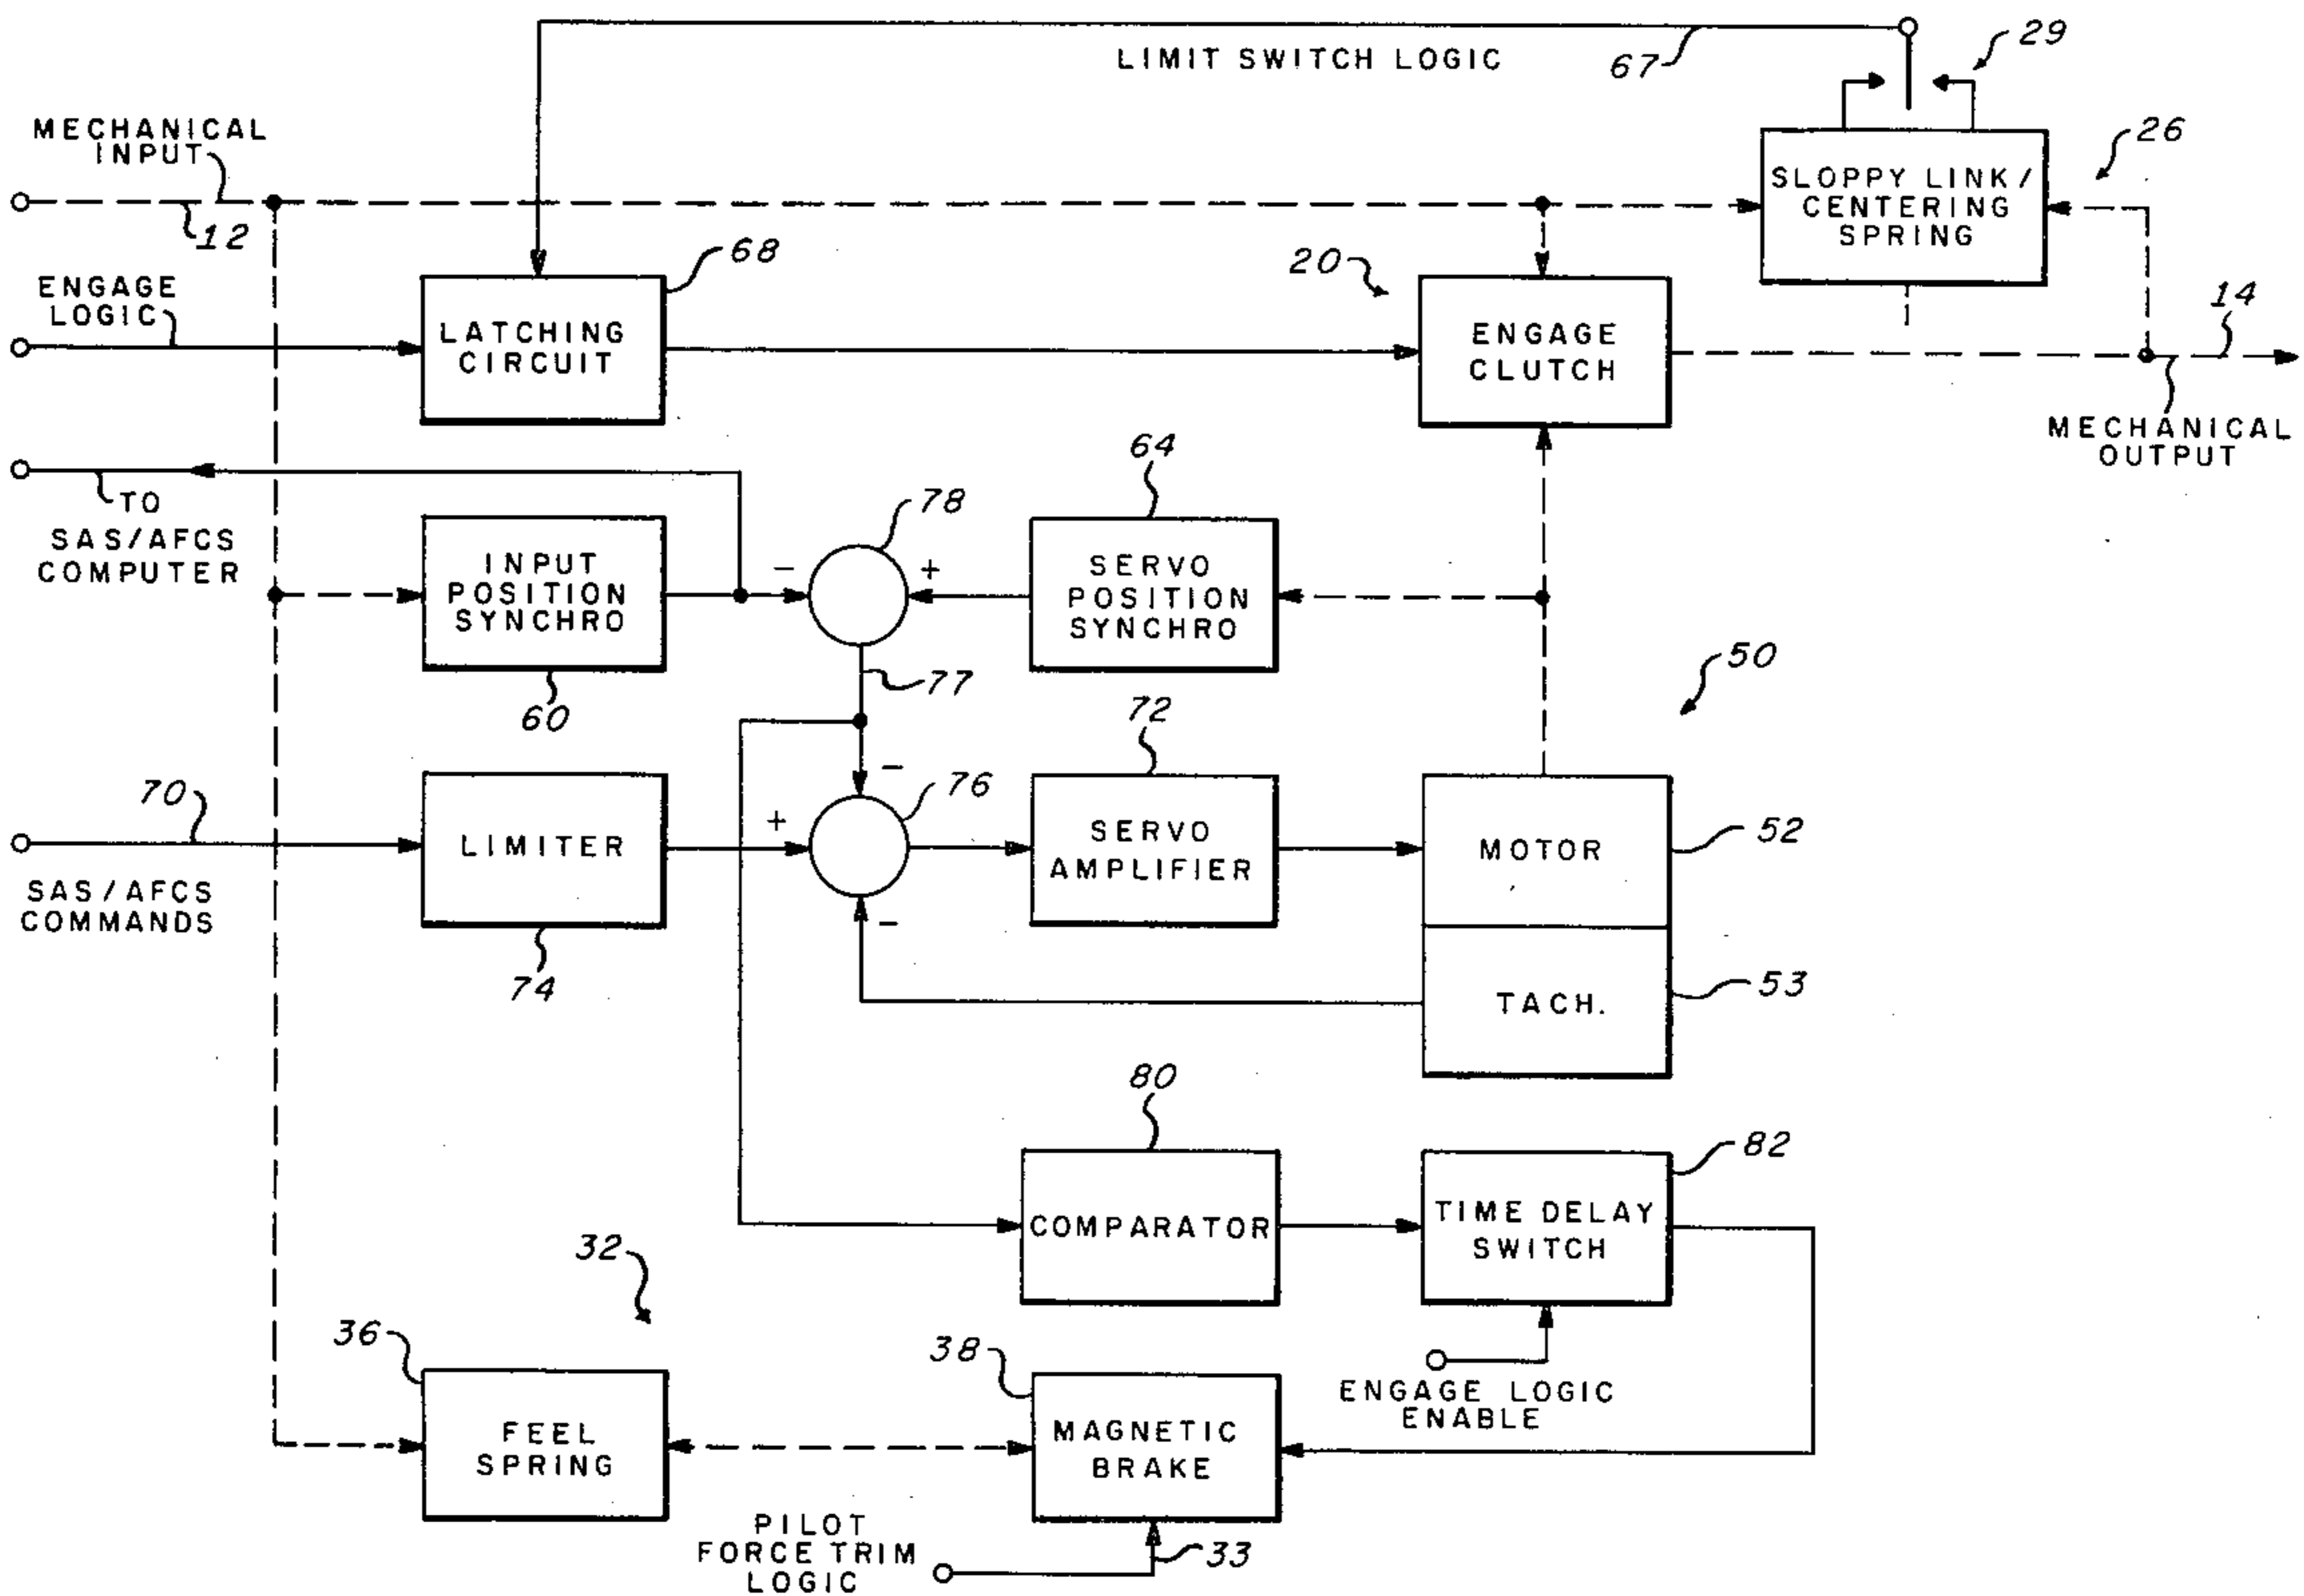 LIMIT SWITCH LOGIC
67
29
MECHANICAL
INPUT
12
26
SLOPPY LINK/
CENTERING
SPRING
ENGAGE
LOGIC
68
LATCHING
CIRCUIT
20
ENGAGE
CLUTCH
14
MECHANICAL
OUTPUT
TO
SAS/AFCS
COMPUTER
INPUT
POSITION
SYNCHRO
60
-
78
+
64
SERVO
POSITION
SYNCHRO
77
50
70
SAS/AFCS
COMMANDS
LIMITER
74
+
-
76
-
72
SERVO
AMPLIFIER
MOTOR
52
TACH.
53
80
COMPARATOR
82
TIME DELAY
SWITCH
ENGAGE LOGIC
ENABLE
32
36
FEEL
SPRING
38
MAGNETIC
BRAKE
PILOT
FORCE TRIM
LOGIC
33